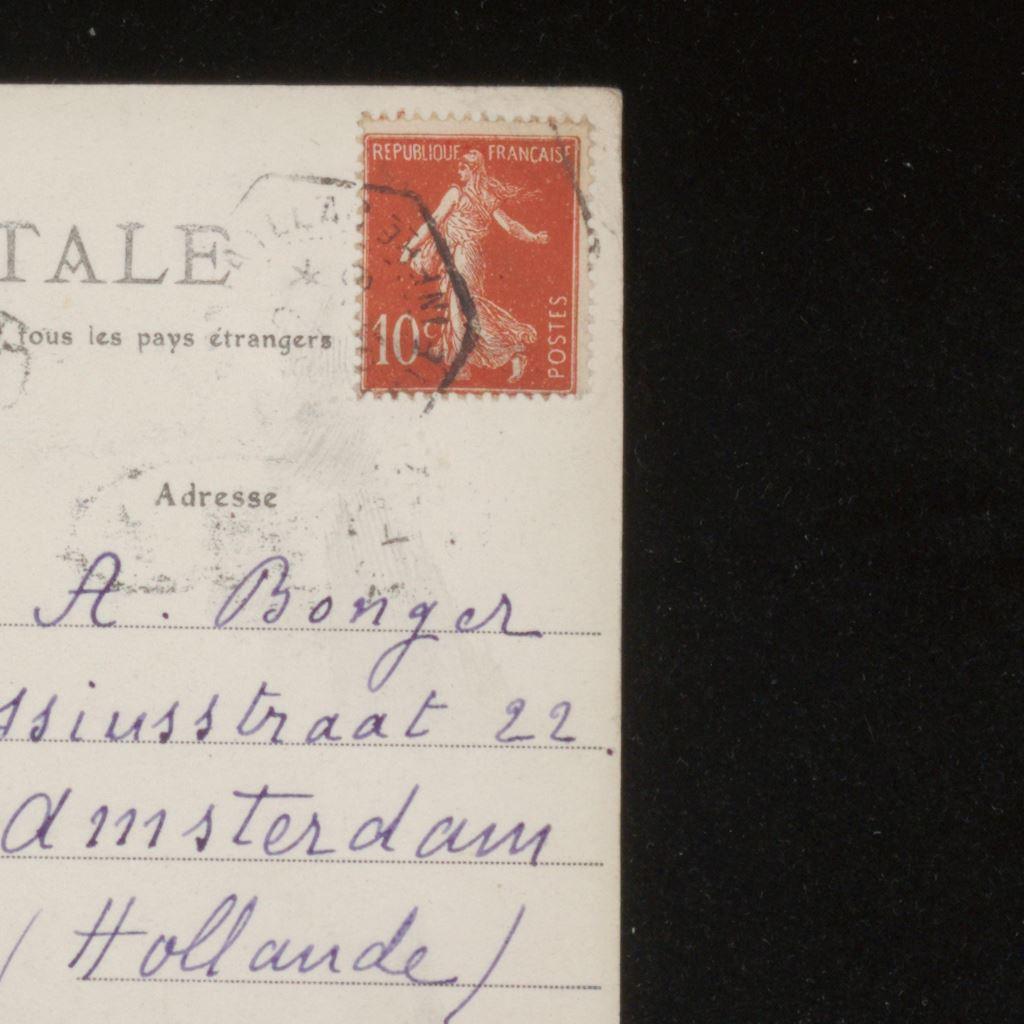 REPUBLIQUE FRANÇAISE
TALE
10c
POSTES
tous les pays étrangers
Adresse
A. Bonger
ssiusstraat 22.
Amsterdam
(Hollande)